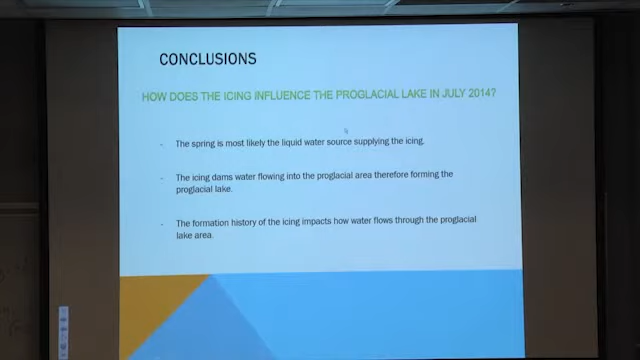 CONCLUSIONS
HOW DOES THE ICING INFLUENCE THE PROGLACIAL LAKE IN JULY 2014?
- The spring is most likely the liquid water source supplying the icing.
- The icing dams water flowing into the proglacial area therefore forming the
proglacial lake.
- The formation history of the icing impacts how water flows through the proglacial
lake area.